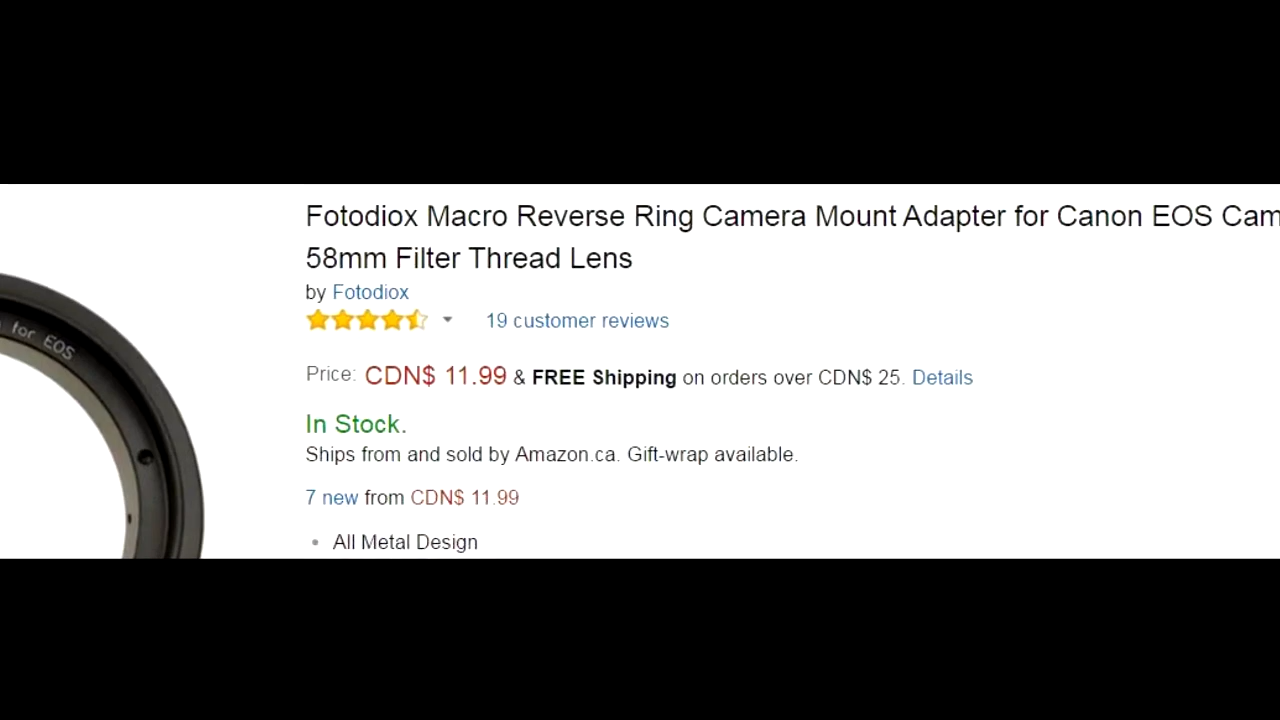 Fotodiox Macro Reverse Ring Camera Mount Adapter for Canon EOS Cam
58mm Filter Thread Lens
by Fotodiox
19 customer reviews
Price: CDN$ 11.99 & FREE Shipping on orders over CDN$ 25. Details
for EOS
In Stock.
Ships from and sold by Amazon.ca. Gift-wrap available.
7 new from CDN$ 11.99
• All Metal Design